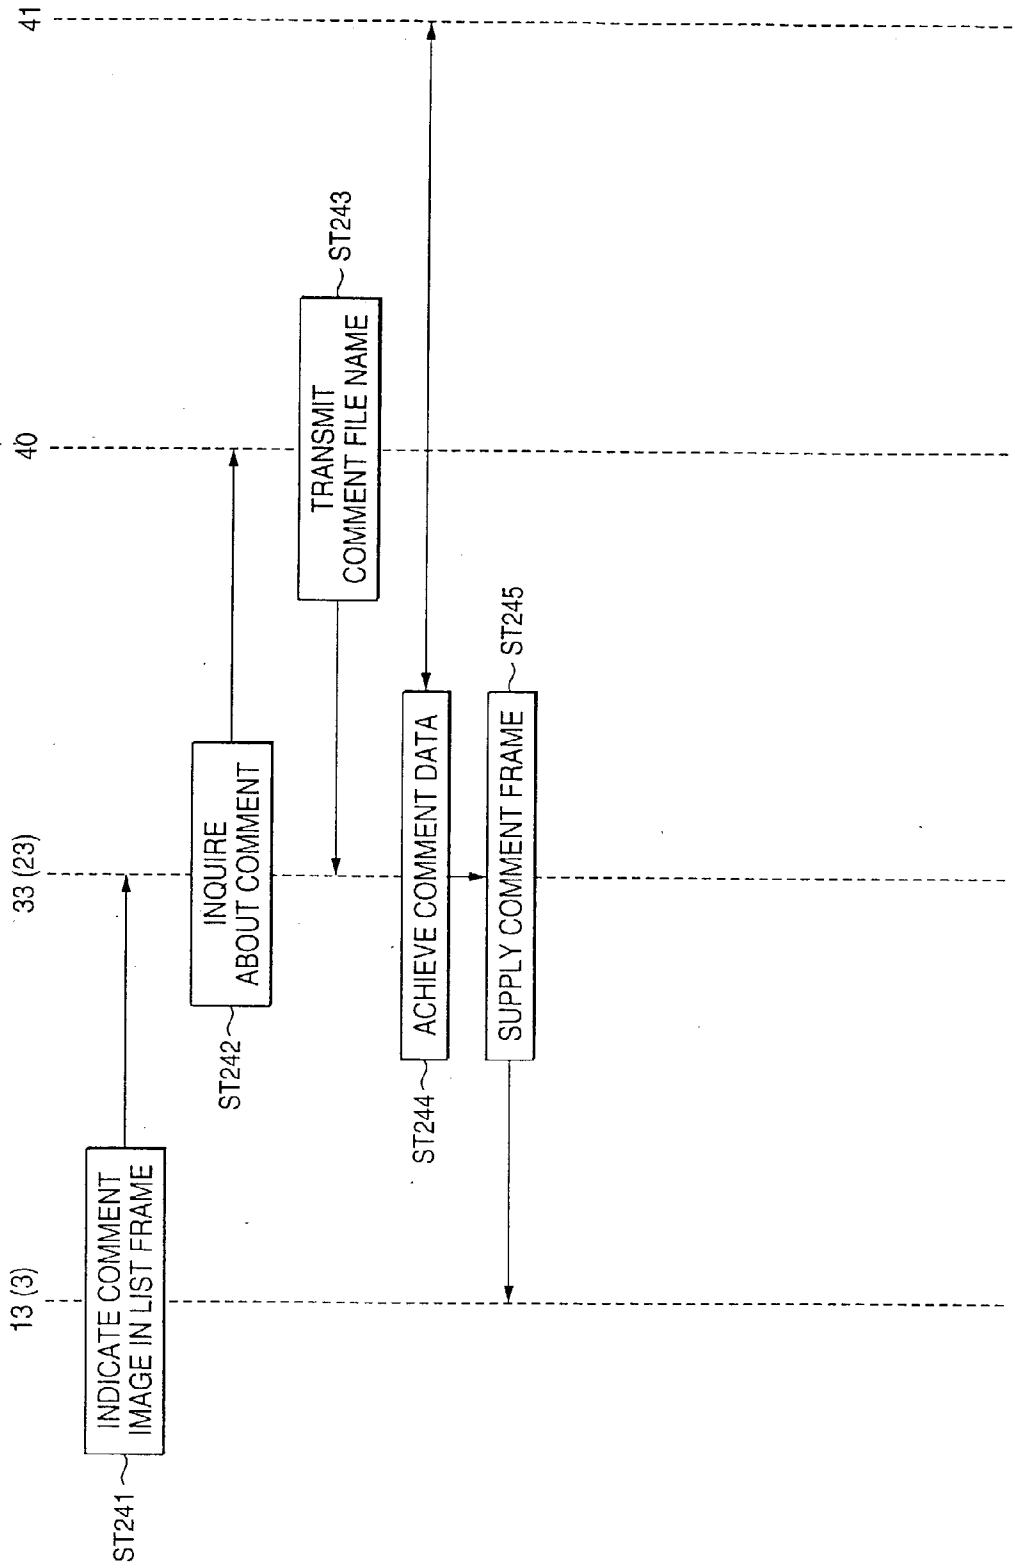 13 (3)
33 (23)
40
41
ST241
INDICATE COMMENT
IMAGE IN LIST FRAME
ST242
INQUIRE
ABOUT COMMENT
TRANSMIT
COMMENT FILE NAME
ST243
ST244
ACHIEVE COMMENT DATA
SUPPLY COMMENT FRAME
ST245